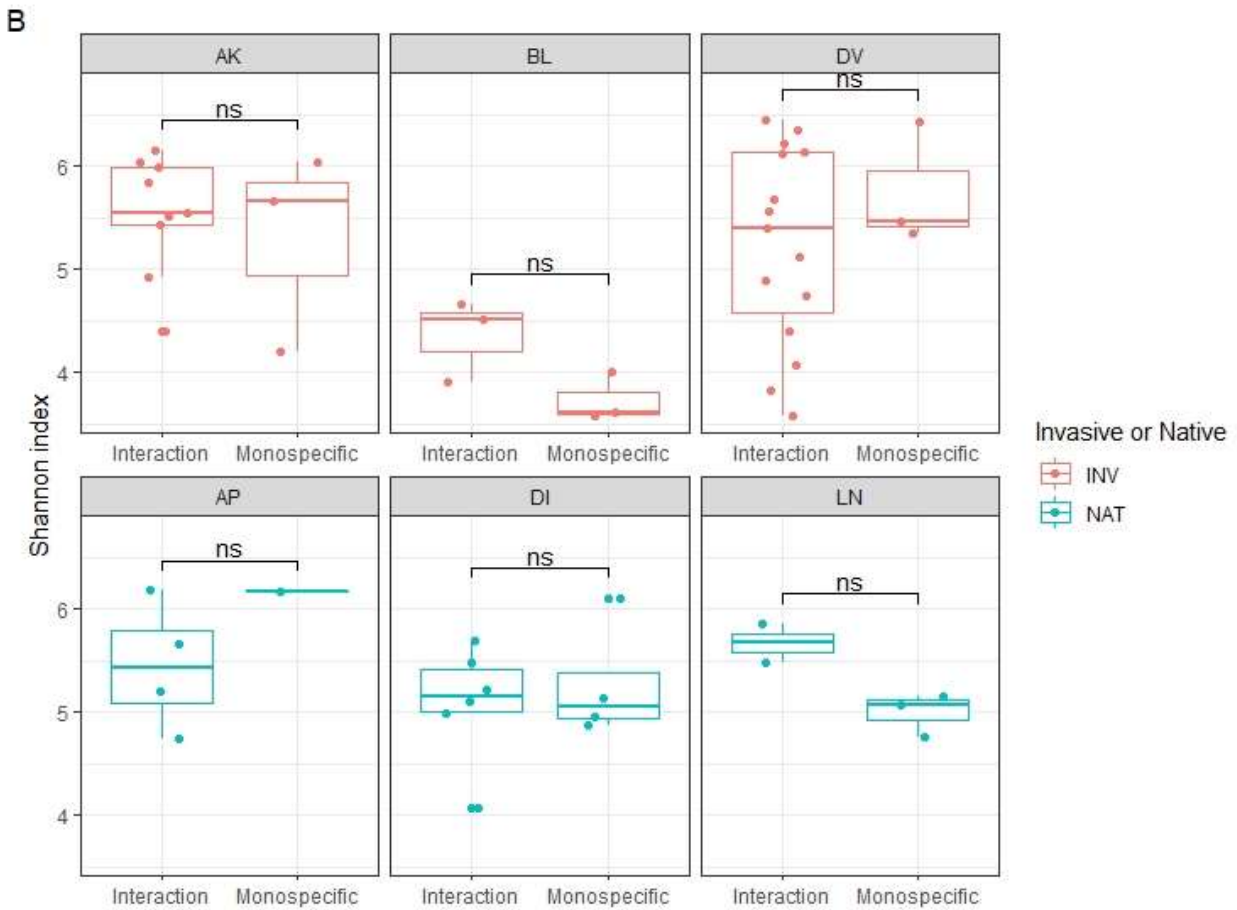 B
AK
BL
DV
ns
ns
ns
6
5
4
Interaction
Monospecific
Interaction
Monospecific
Interaction
Monospecific
Shannon index
AP
DI
LN
ns
ns
ns
6
5
4
Interaction
Monospecific
Interaction
Monospecific
Interaction
Monospecific
Invasive or Native
INV
NAT